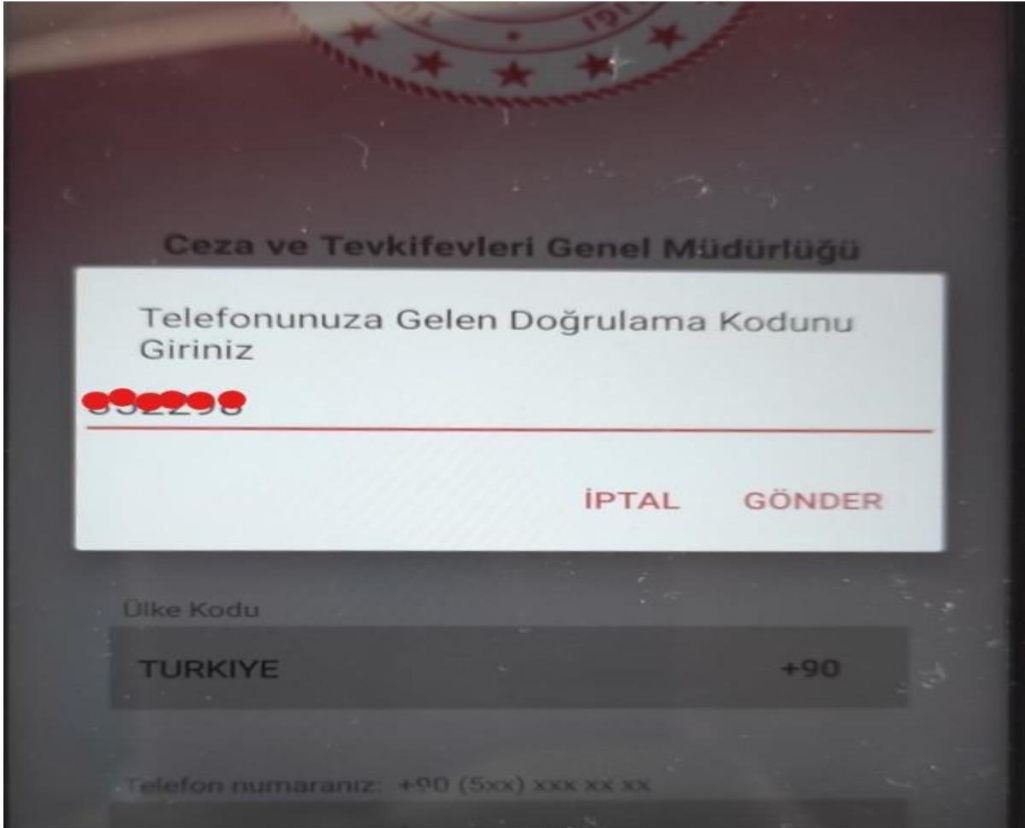 Ceza ve Tevkifevleri Genel Müdürlüğü
Telefonunuza Gelen Doğrulama Kodunu
Giriniz
İPTAL GÖNDER
Ülke Kodu
TURKIYE +90
Telefon numaranız: +90 (5xx) xxx xx xx